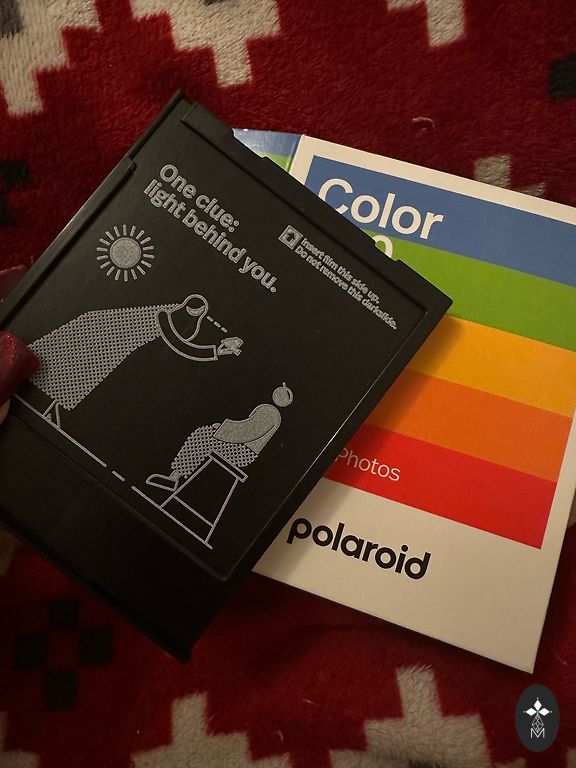 One clue:
light behind you.
Insert film this side up.
Do not remove this darkslide.
Color
Photos
polaroid
M